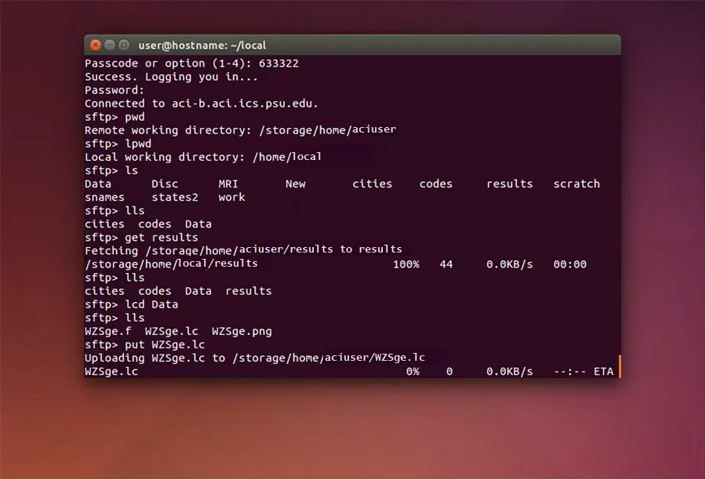 user@hostname: ~/local
Passcode or option (1-4): 633322
Success. Logging you in...
Password:
Connected to aci-b.aci.ics.psu.edu.
sftp> pwd
Remote working directory: /storage/home/aciuser
sftp> lpwd
Local working directory: /home/local
sftp> ls
Data Disc MRI New cities codes results scratch
snames states2 work
sftp> lls
cities codes Data
sftp> get results
Fetching /storage/home/aciuser/results to results
/storage/home/local/results 100% 44 0.0KB/s 00:00
sftp> lls
cities codes Data results
sftp> lcd Data
sftp> lls
WZSge.f WZSge.lc WZSge.png
sftp> put WZSge.lc
Uploading WZSge.lc to /storage/home/aciuser/WZSge.lc
WZSge.lc 0% 0 0.0KB/s --:-- ETA